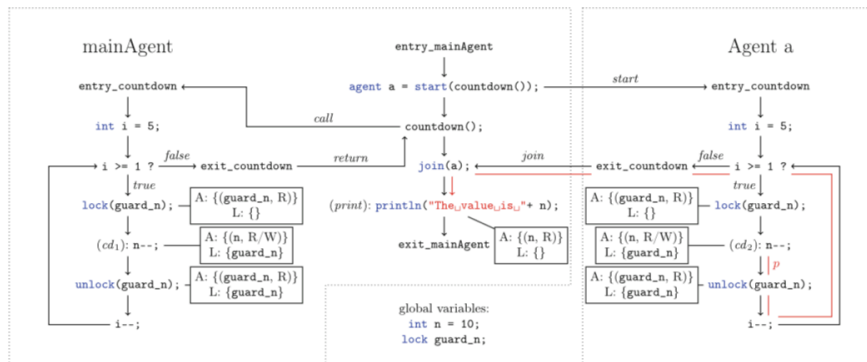 mainAgent
entry_mainAgent
Agent a
entry_countdown
agent a = start(countdown());
start
entry_countdown
call
int i = 5;
countdown();
int i = 5;
i >= 1 ?
false
exit_countdown
return
join(a);
join
exit_countdown
false
i >= 1 ?
true
true
lock(guard_n);
A: {(guard_n, R)}
L: {}
(print): println("The␣value␣is␣"+ n);
A: {(guard_n, R)}
L: {}
lock(guard_n);
(cd₁): n--;
A: {(n, R/W)}
L: {guard_n}
exit_mainAgent
A: {(n, R)}
L: {}
A: {(n, R/W)}
L: {guard_n}
(cd₂): n--;
p
unlock(guard_n);
A: {(guard_n, R)}
L: {guard_n}
A: {(guard_n, R)}
L: {guard_n}
unlock(guard_n);
i--;
global variables:
int n = 10;
lock guard_n;
i--;